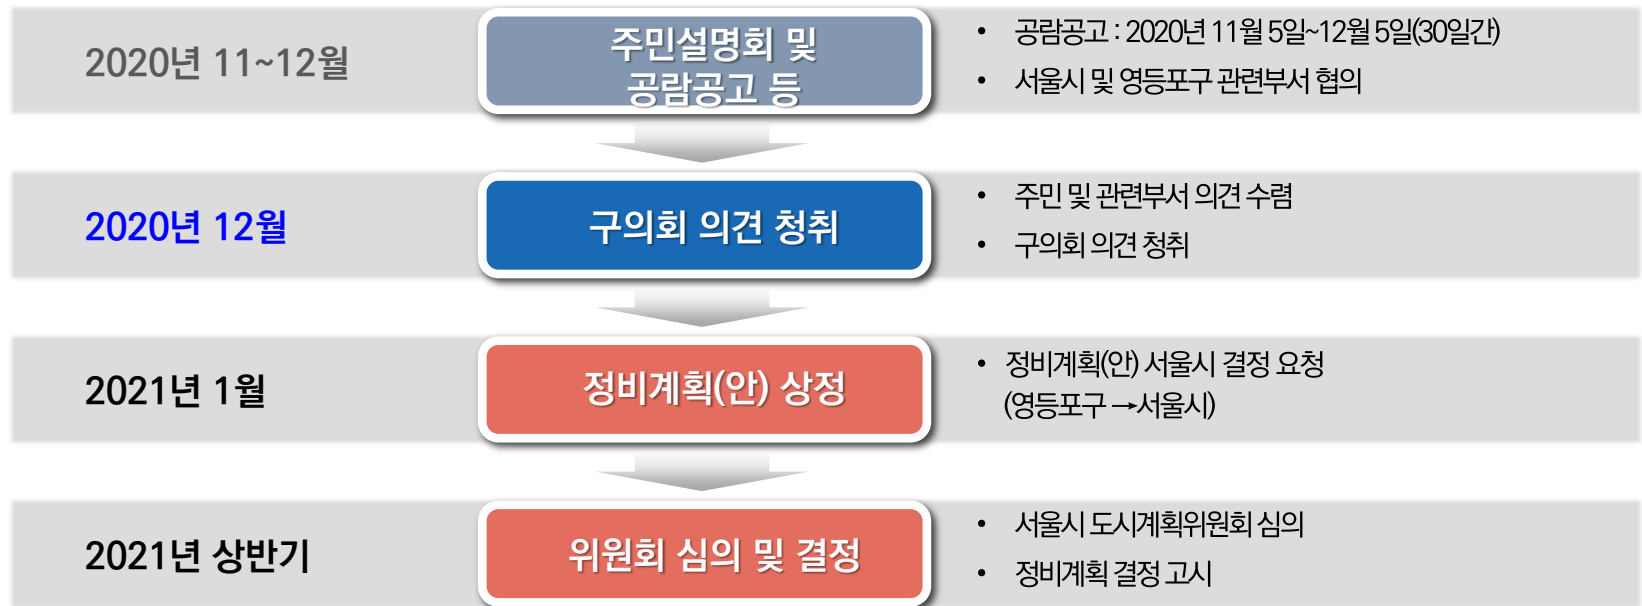 2020년 11~12월
주민설명회 및
공람공고 등
• 공람공고 : 2020년 11월 5일~12월 5일(30일간)
• 서울시 및 영등포구 관련부서 협의
2020년 12월
구의회 의견 청취
• 주민 및 관련부서 의견 수렴
• 구의회 의견 청취
2021년 1월
정비계획(안) 상정
• 정비계획(안) 서울시 결정 요청
(영등포구 →서울시)
2021년 상반기
위원회 심의 및 결정
• 서울시 도시계획위원회 심의
• 정비계획 결정 고시